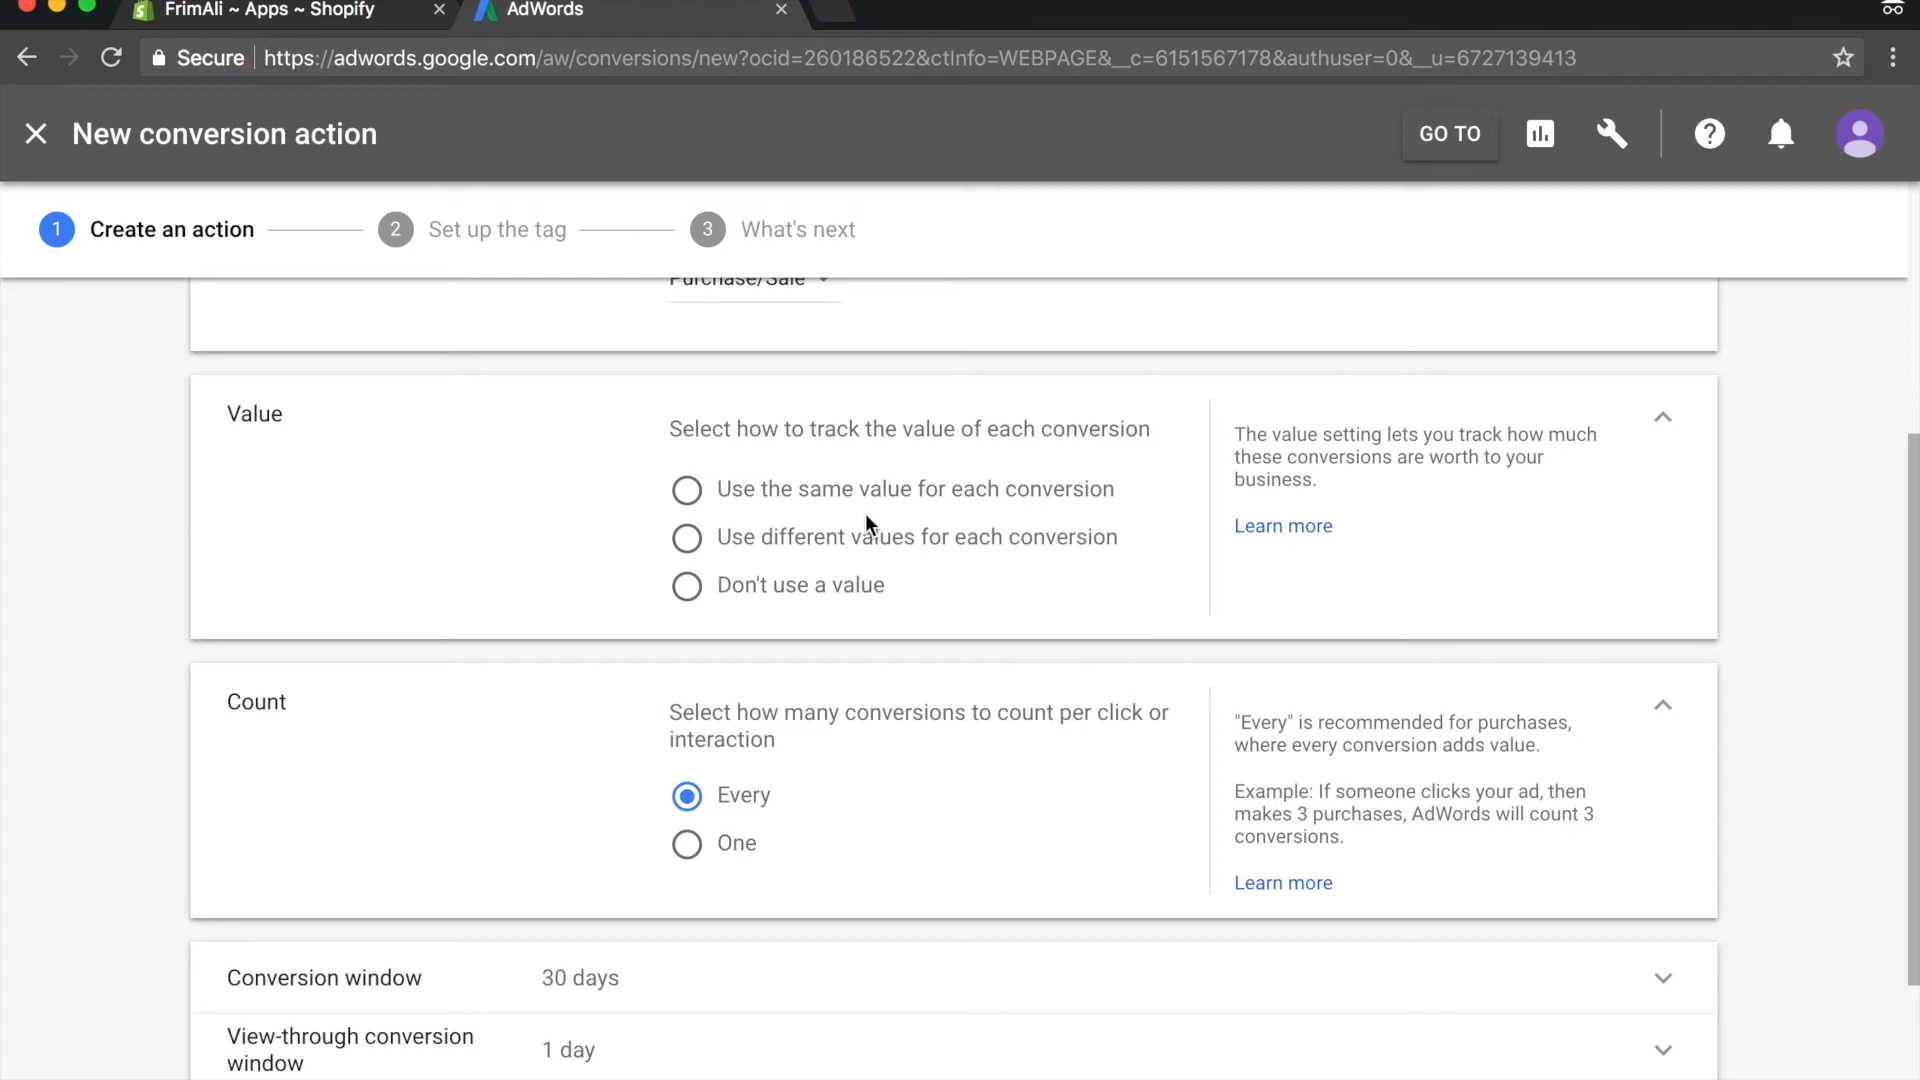 FrimAli ~ Apps ~ Shopify
AdWords
Secure https://adwords.google.com/aw/conversions/new?ocid=260186522&ctInfo=WEBPAGE&__c=6151567178&authuser=0&__u=6727139413
New conversion action
GO TO
1 Create an action
2 Set up the tag
3 What's next
Purchase/Sale
Value
Select how to track the value of each conversion
Use the same value for each conversion
Use different values for each conversion
Don't use a value
The value setting lets you track how much
these conversions are worth to your
business.
Learn more
Count
Select how many conversions to count per click or
interaction
Every
One
"Every" is recommended for purchases,
where every conversion adds value.
Example: If someone clicks your ad, then
makes 3 purchases, AdWords will count 3
conversions.
Learn more
Conversion window 30 days
View-through conversion
window
1 day